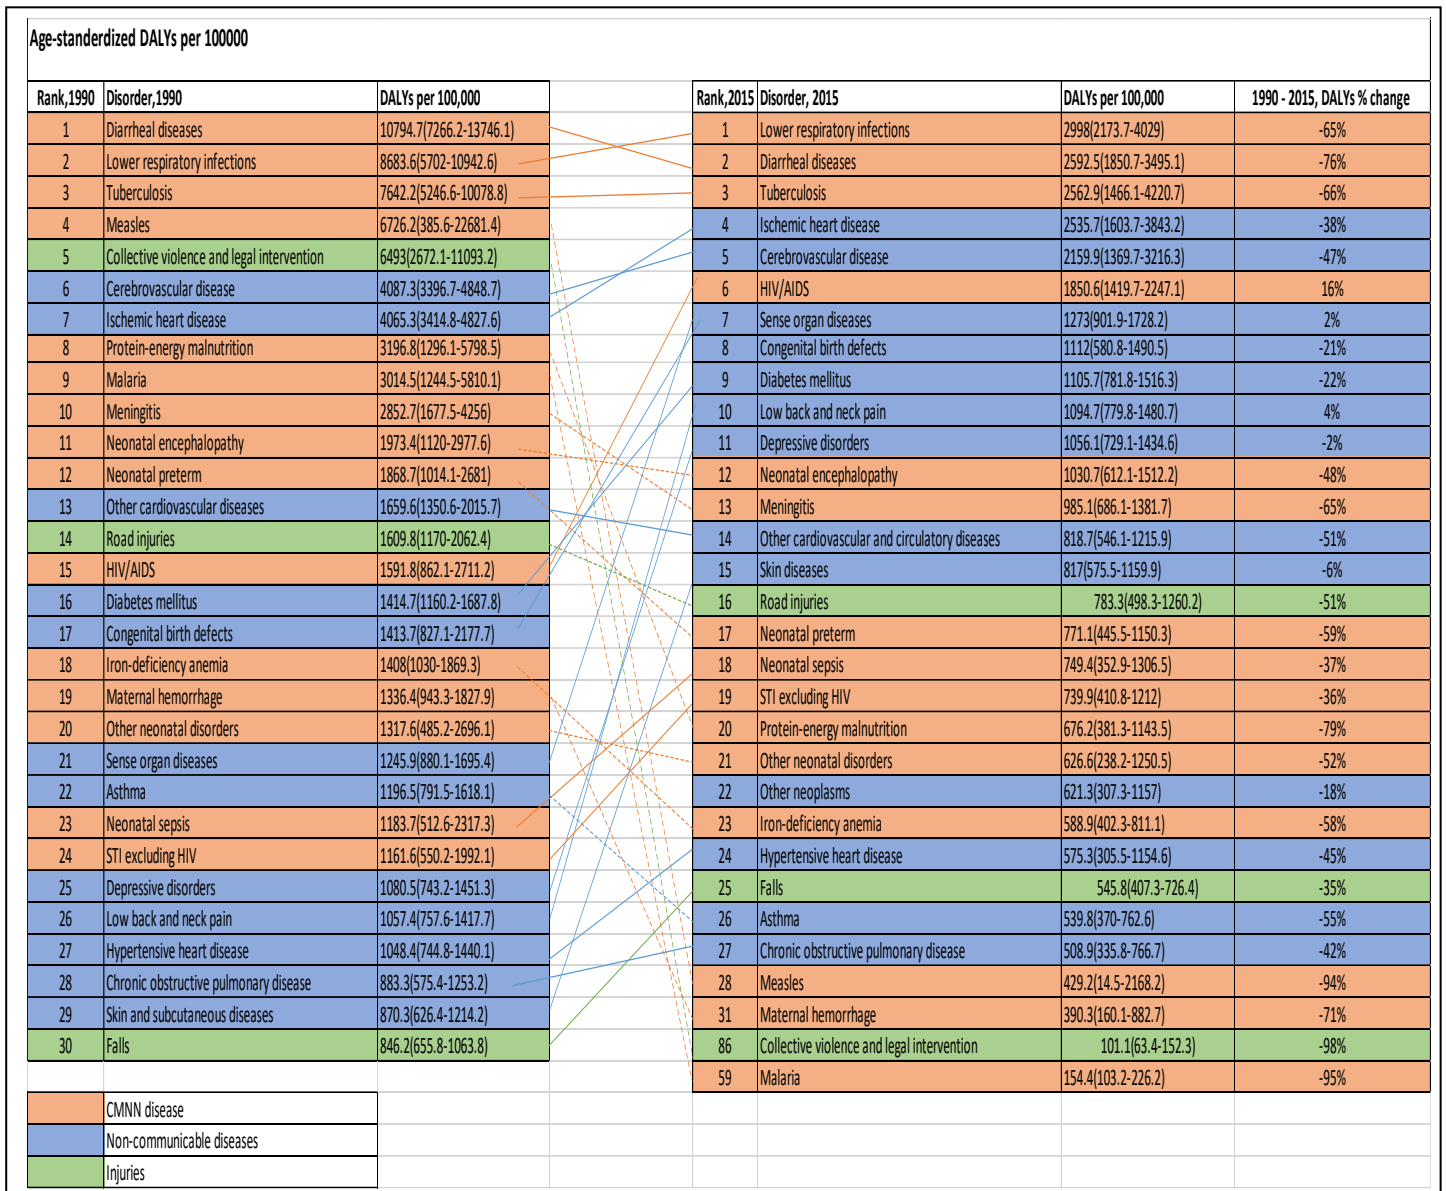 Age-standerdized DALYs per 100000
Rank,1990 Disorder,1990 DALYs per 100,000 Rank,2015 Disorder, 2015 DALYs per 100,000 1990 - 2015, DALYs % change
1 Diarrheal diseases 10794.7(7266.2-13746.1) 1 Lower respiratory infections 2998(2173.7-4029) -65%
2 Lower respiratory infections 8683.6(5702-10942.6) 2 Diarrheal diseases 2592.5(1850.7-3495.1) -76%
3 Tuberculosis 7642.2(5246.6-10078.8) 3 Tuberculosis 2562.9(1466.1-4220.7) -66%
4 Measles 6726.2(385.6-22681.4) 4 Ischemic heart disease 2535.7(1603.7-3843.2) -38%
5 Collective violence and legal intervention 6493(2672.1-11093.2) 5 Cerebrovascular disease 2159.9(1369.7-3216.3) -47%
6 Cerebrovascular disease 4087.3(3396.7-4848.7) 6 HIV/AIDS 1850.6(1419.7-2247.1) 16%
7 Ischemic heart disease 4065.3(3414.8-4827.6) 7 Sense organ diseases 1273(901.9-1728.2) 2%
8 Protein-energy malnutrition 3196.8(1296.1-5798.5) 8 Congenital birth defects 1112(580.8-1490.5) -21%
9 Malaria 3014.5(1244.5-5810.1) 9 Diabetes mellitus 1105.7(781.8-1516.3) -22%
10 Meningitis 2852.7(1677.5-4256) 10 Low back and neck pain 1094.7(779.8-1480.7) 4%
11 Neonatal encephalopathy 1973.4(1120-2977.6) 11 Depressive disorders 1056.1(729.1-1434.6) -2%
12 Neonatal preterm 1868.7(1014.1-2681) 12 Neonatal encephalopathy 1030.7(612.1-1512.2) -48%
13 Other cardiovascular diseases 1659.6(1350.6-2015.7) 13 Meningitis 985.1(686.1-1381.7) -65%
14 Road injuries 1609.8(1170-2062.4) 14 Other cardiovascular and circulatory diseases 818.7(546.1-1215.9) -51%
15 HIV/AIDS 1591.8(862.1-2711.2) 15 Skin diseases 817(575.5-1159.9) -6%
16 Diabetes mellitus 1414.7(1160.2-1687.8) 16 Road injuries 783.3(498.3-1260.2) -51%
17 Congenital birth defects 1413.7(827.1-2177.7) 17 Neonatal preterm 771.1(445.5-1150.3) -59%
18 Iron-deficiency anemia 1408(1030-1869.3) 18 Neonatal sepsis 749.4(352.9-1306.5) -37%
19 Maternal hemorrhage 1336.4(943.3-1827.9) 19 STI excluding HIV 739.9(410.8-1212) -36%
20 Other neonatal disorders 1317.6(485.2-2696.1) 20 Protein-energy malnutrition 676.2(381.3-1143.5) -79%
21 Sense organ diseases 1245.9(880.1-1695.4) 21 Other neonatal disorders 626.6(238.2-1250.5) -52%
22 Asthma 1196.5(791.5-1618.1) 22 Other neoplasms 621.3(307.3-1157) -18%
23 Neonatal sepsis 1183.7(512.6-2317.3) 23 Iron-deficiency anemia 588.9(402.3-811.1) -58%
24 STI excluding HIV 1161.6(550.2-1992.1) 24 Hypertensive heart disease 575.3(305.5-1154.6) -45%
25 Depressive disorders 1080.5(743.2-1451.3) 25 Falls 545.8(407.3-726.4) -35%
26 Low back and neck pain 1057.4(757.6-1417.7) 26 Asthma 539.8(370-762.6) -55%
27 Hypertensive heart disease 1048.4(744.8-1440.1) 27 Chronic obstructive pulmonary disease 508.9(335.8-766.7) -42%
28 Chronic obstructive pulmonary disease 883.3(575.4-1253.2) 28 Measles 429.2(14.5-2168.2) -94%
29 Skin and subcutaneous diseases 870.3(626.4-1214.2) 31 Maternal hemorrhage 390.3(160.1-882.7) -71%
30 Falls 846.2(655.8-1063.8) 86 Collective violence and legal intervention 101.1(63.4-152.3) -98%
59 Malaria 154.4(103.2-226.2) -95%
CMNN disease
Non-communicable diseases
Injuries